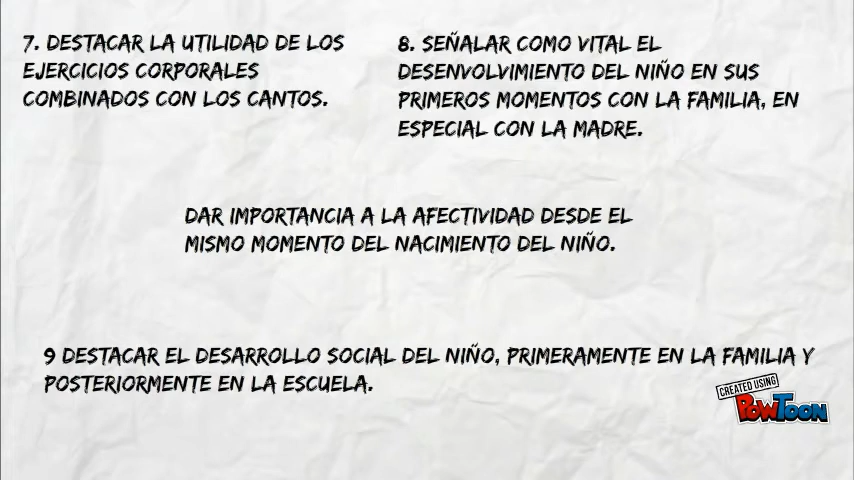 7. DESTACAR LA UTILIDAD DE LOS
EJERCICIOS CORPORALES
COMBINADOS CON LOS CANTOS.
8. SEÑALAR COMO VITAL EL
DESENVOLVIMIENTO DEL NIÑO EN SUS
PRIMEROS MOMENTOS CON LA FAMILIA, EN
ESPECIAL CON LA MADRE.
DAR IMPORTANCIA A LA AFECTIVIDAD DESDE EL
MISMO MOMENTO DEL NACIMIENTO DEL NIÑO.
9 DESTACAR EL DESARROLLO SOCIAL DEL NIÑO, PRIMERAMENTE EN LA FAMILIA Y
POSTERIORMENTE EN LA ESCUELA.
CREATED USING
POWTOON